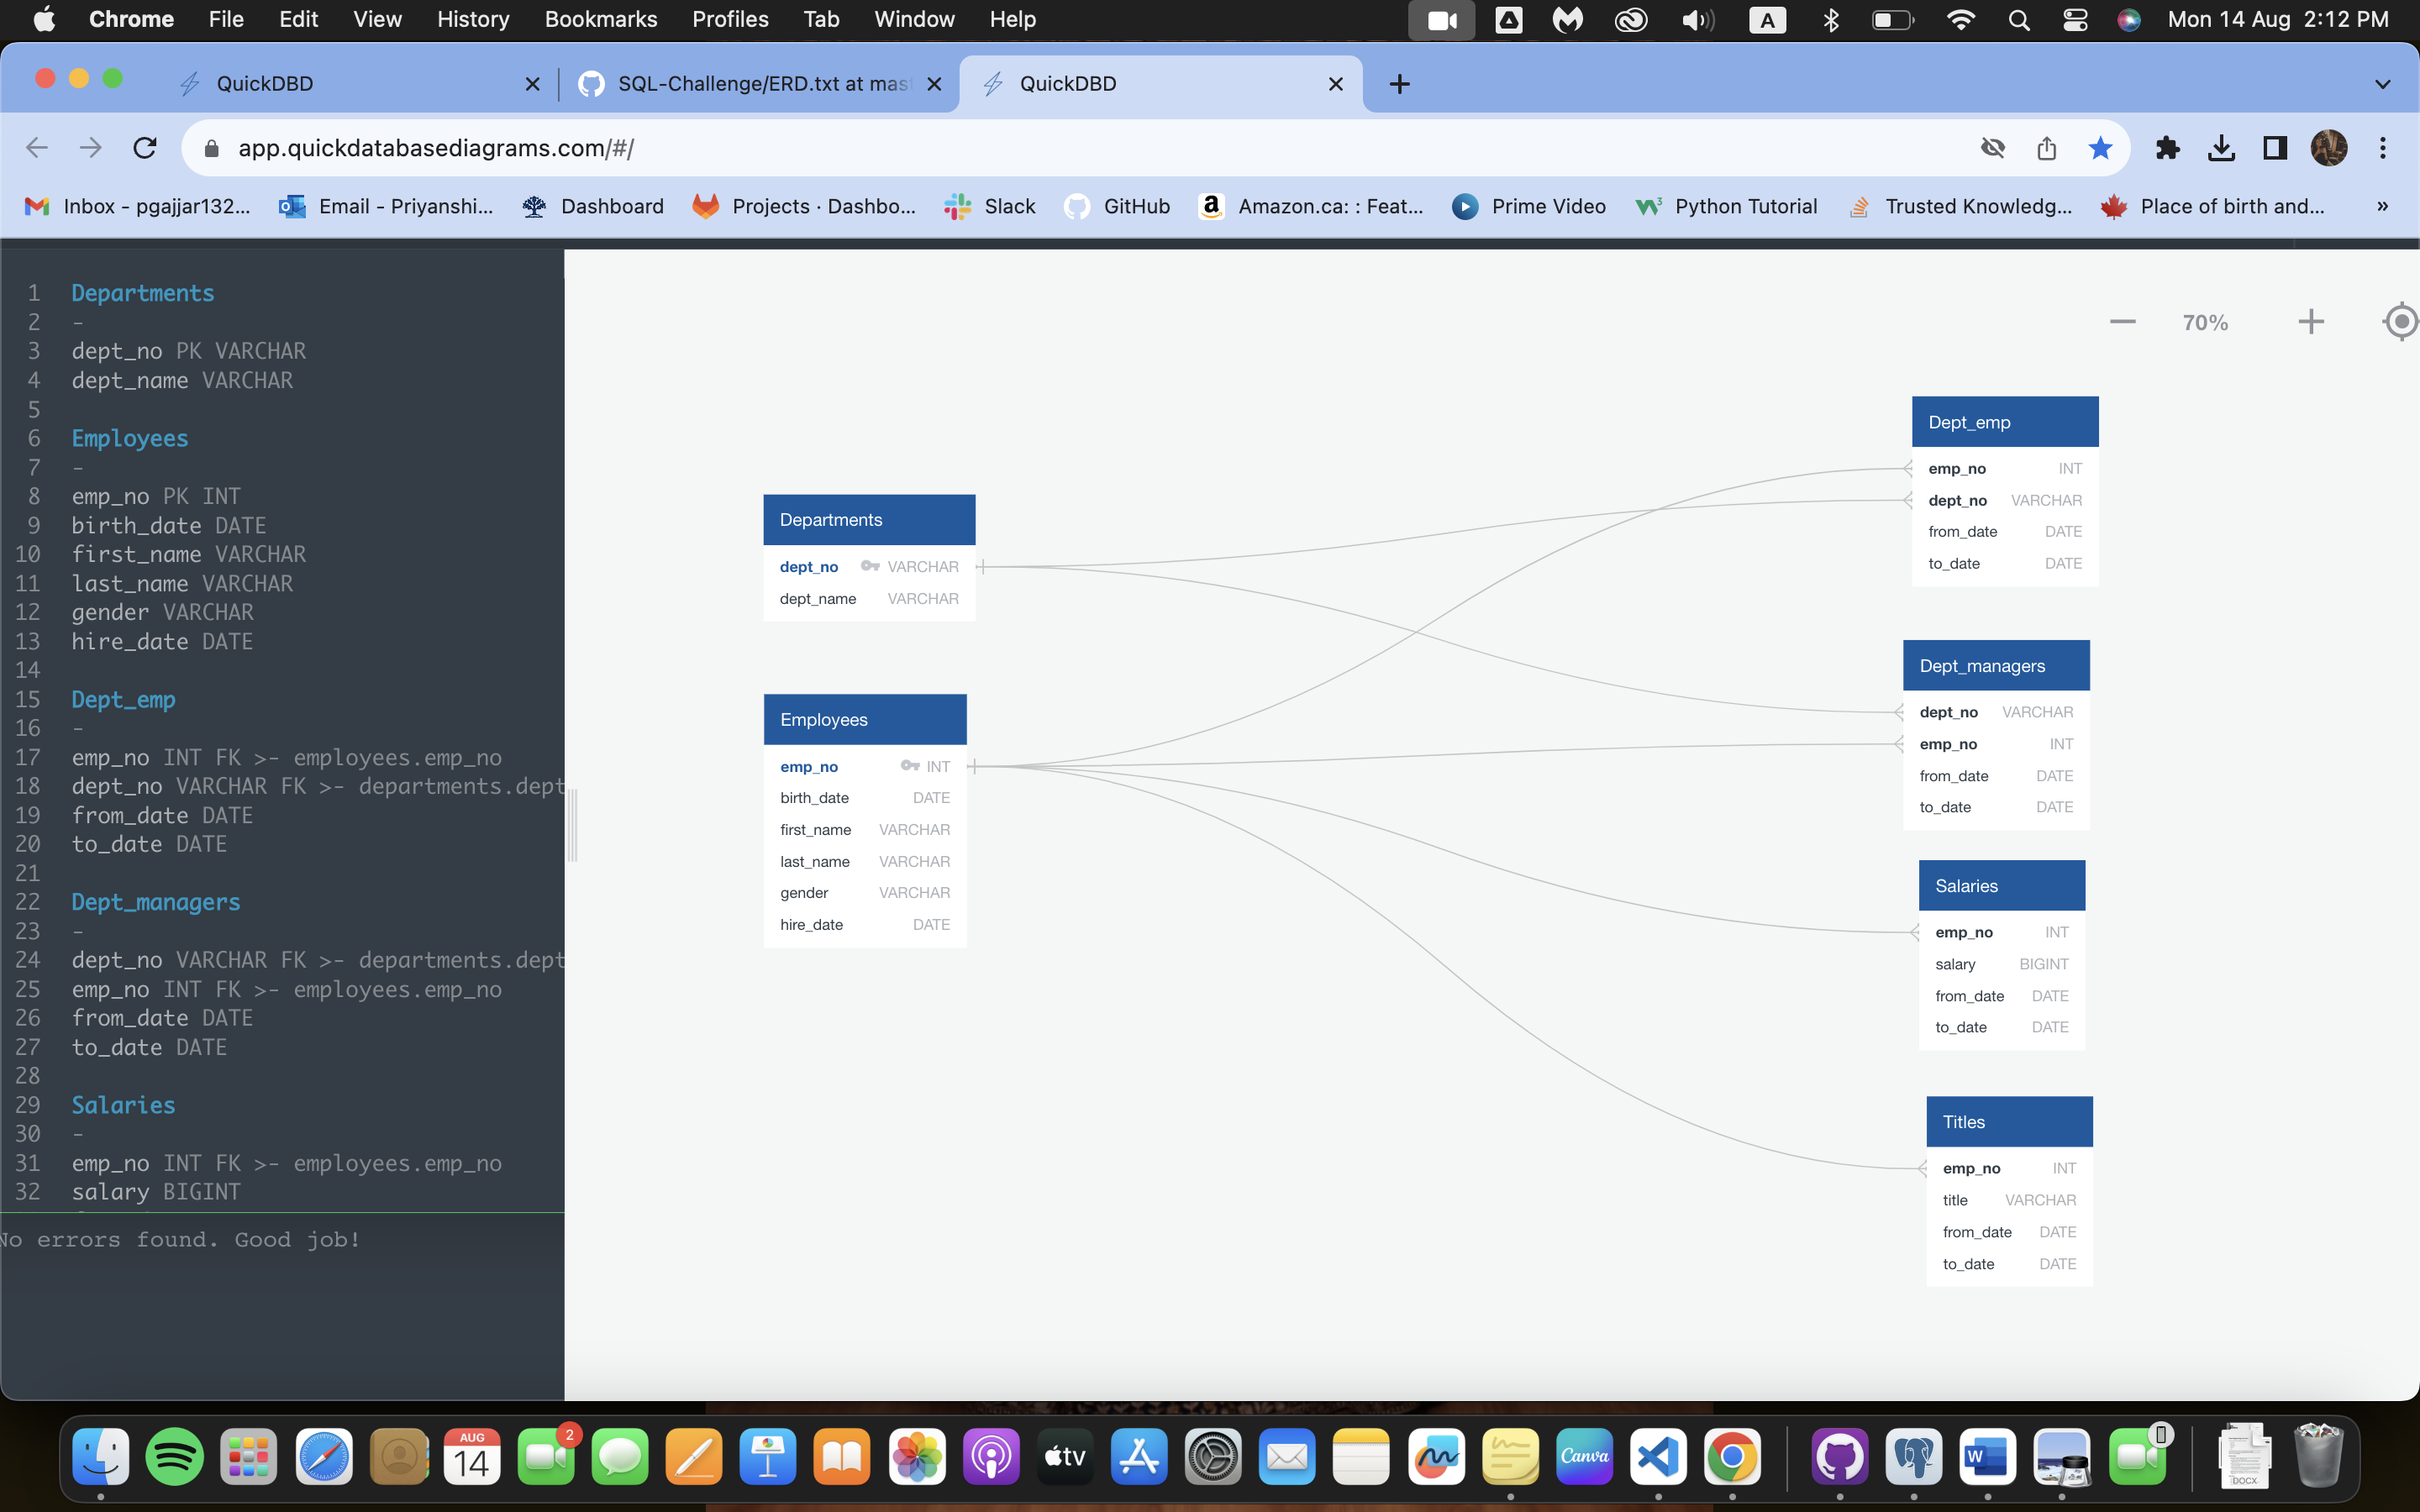 Chrome File Edit View History Bookmarks Profiles Tab Window Help A Mon 14 Aug 2:12 PM
QuickDBD SQL-Challenge/ERD.txt at mas QuickDBD
app.quickdatabasediagrams.com/#/
Inbox - pgajjar132... Email - Priyanshi... Dashboard Projects · Dashbo... Slack GitHub Amazon.ca: : Feat... Prime Video Python Tutorial Trusted Knowledg... Place of birth and... »
1 Departments
2 -
3 dept_no PK VARCHAR
4 dept_name VARCHAR
5
6 Employees
7 -
8 emp_no PK INT
9 birth_date DATE
10 first_name VARCHAR
11 last_name VARCHAR
12 gender VARCHAR
13 hire_date DATE
14
15 Dept_emp
16 -
17 emp_no INT FK >- employees.emp_no
18 dept_no VARCHAR FK >- departments.dept
19 from_date DATE
20 to_date DATE
21
22 Dept_managers
23 -
24 dept_no VARCHAR FK >- departments.dept
25 emp_no INT FK >- employees.emp_no
26 from_date DATE
27 to_date DATE
28
29 Salaries
30 -
31 emp_no INT FK >- employees.emp_no
32 salary BIGINT
No errors found. Good job!
70%
Departments
dept_no VARCHAR
dept_name VARCHAR
Employees
emp_no INT
birth_date DATE
first_name VARCHAR
last_name VARCHAR
gender VARCHAR
hire_date DATE
Dept_emp
emp_no INT
dept_no VARCHAR
from_date DATE
to_date DATE
Dept_managers
dept_no VARCHAR
emp_no INT
from_date DATE
to_date DATE
Salaries
emp_no INT
salary BIGINT
from_date DATE
to_date DATE
Titles
emp_no INT
title VARCHAR
from_date DATE
to_date DATE
AUG
14
2
tv
Canva
W
DOCX